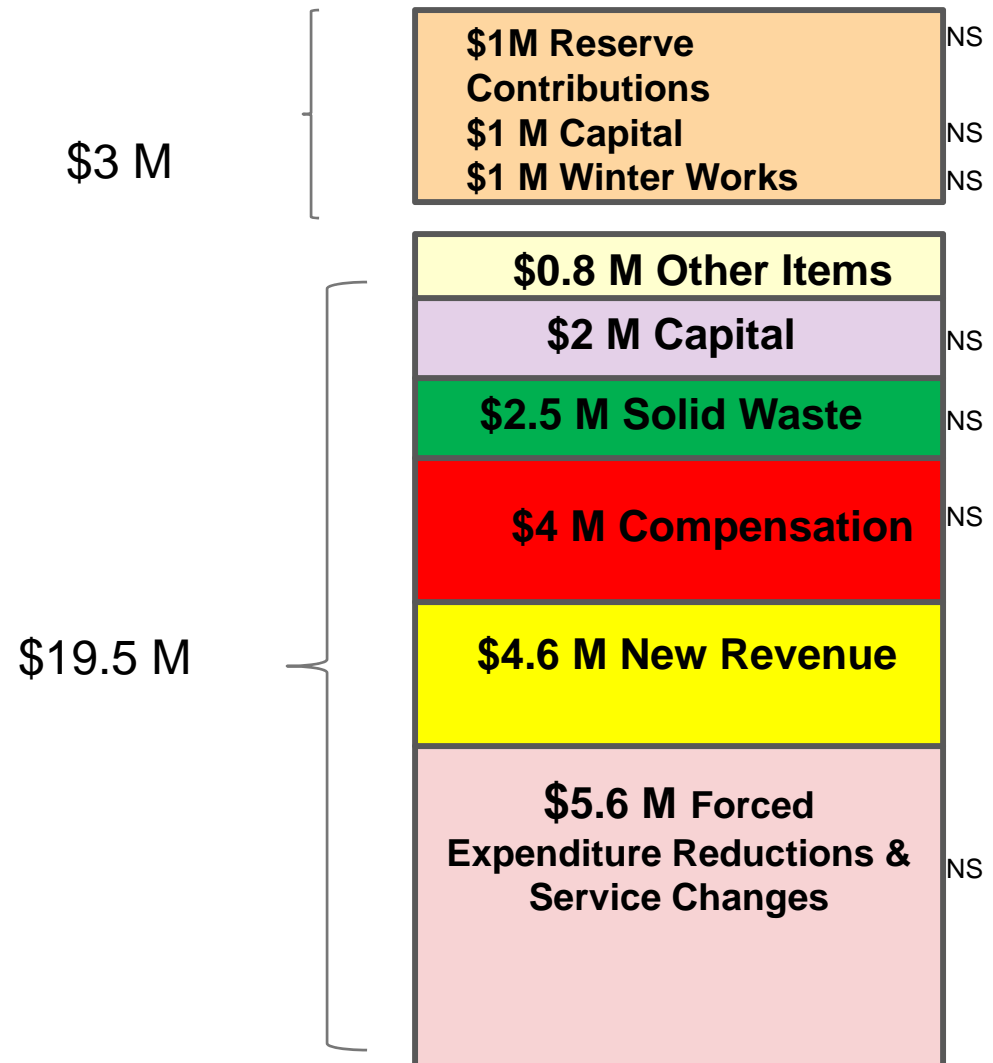 $1M Reserve NS
Contributions
$1 M Capital NS
$3 M
$1 M Winter Works NS
$0.8 M Other Items
$2 M Capital NS
$2.5 M Solid Waste NS
$4 M Compensation NS
$19.5 M
$4.6 M New Revenue
$5.6 M Forced
Expenditure Reductions & NS
Service Changes